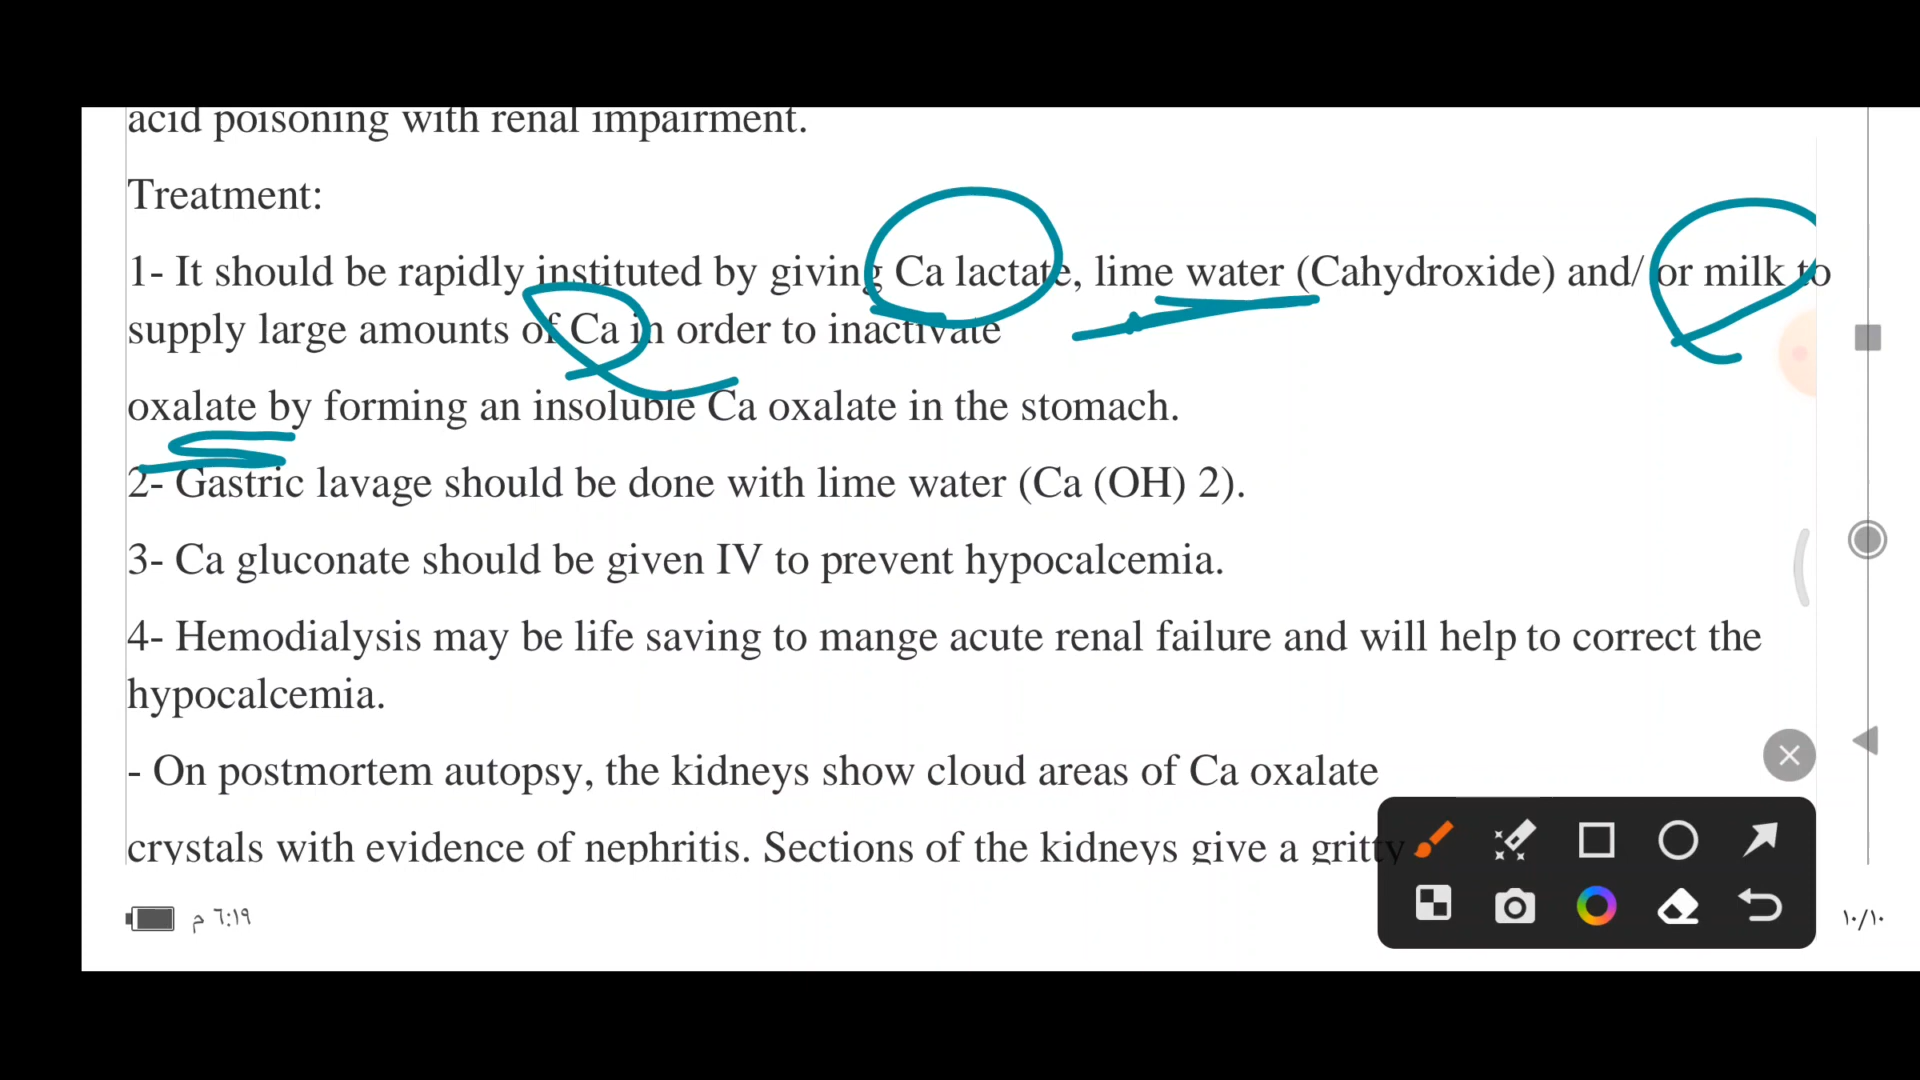 acid poisoning with renal impairment.
Treatment:
1- It should be rapidly instituted by giving Ca lactate, lime water (Cahydroxide) and/ or milk to
supply large amounts of Ca in order to inactivate
oxalate by forming an insoluble Ca oxalate in the stomach.
2- Gastric lavage should be done with lime water (Ca (OH) 2).
3- Ca gluconate should be given IV to prevent hypocalcemia.
4- Hemodialysis may be life saving to mange acute renal failure and will help to correct the
hypocalcemia.
- On postmortem autopsy, the kidneys show cloud areas of Ca oxalate
crystals with evidence of nephritis. Sections of the kidneys give a gritty
٦:١٩ م
١٠/١٠